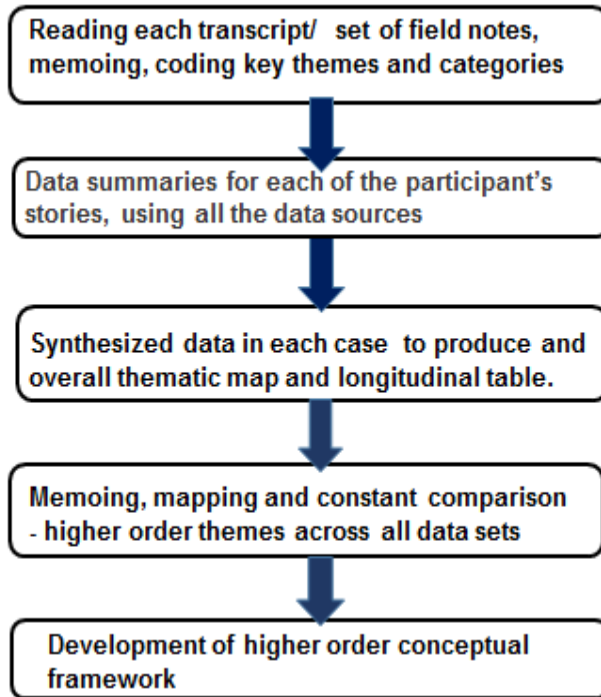 Reading each transcript/ set of field notes,
memoing, coding key themes and categories
Data summaries for each of the participant's
stories, using all the data sources
Synthesized data in each case to produce and
overall thematic map and longitudinal table.
Memoing, mapping and constant comparison
- higher order themes across all data sets
Development of higher order conceptual
framework